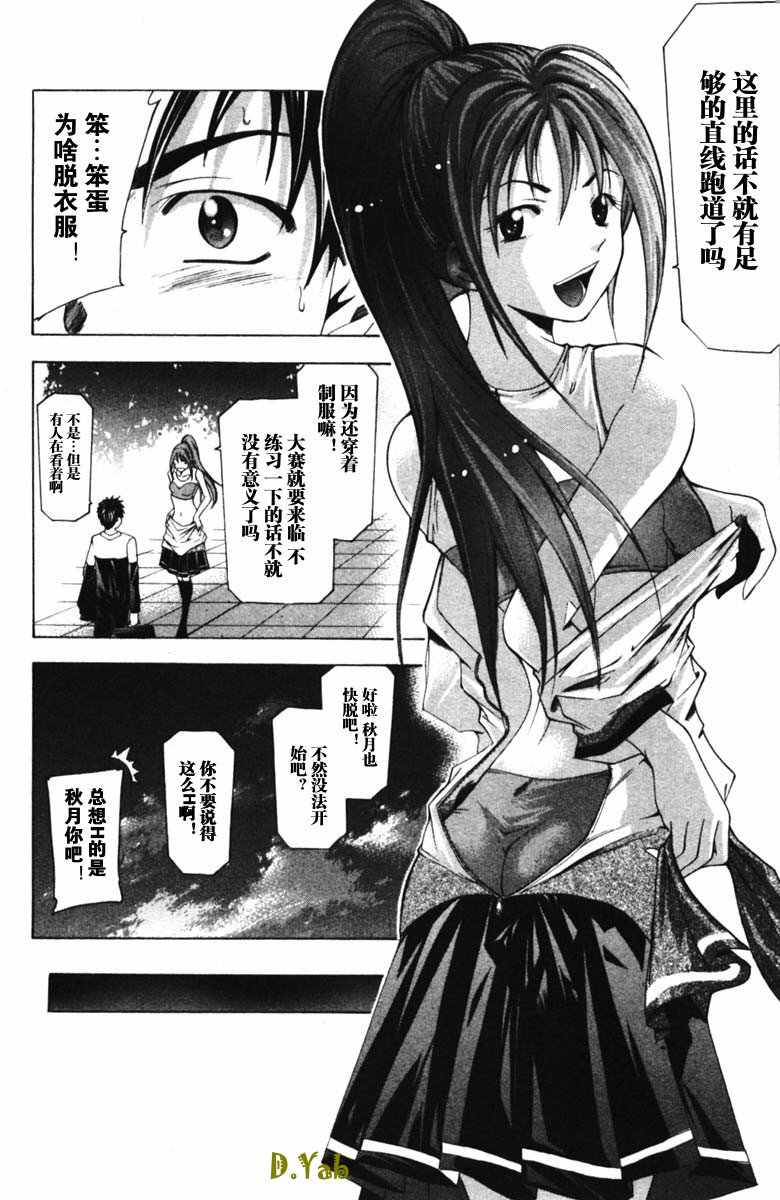 这里的话不就有足
够的直线跑道了吗
笨…笨蛋
为啥脱衣服！
因为还穿着
制服嘛！
大赛就要来临 不
练习一下的话不就
没有意义了吗
不是…但是
有人在看着啊
好啦 秋月也
快脱吧！
不然没法开
始吧？
你不要说得
这么H啊！
总想H的是
秋月你吧！
D.Yab